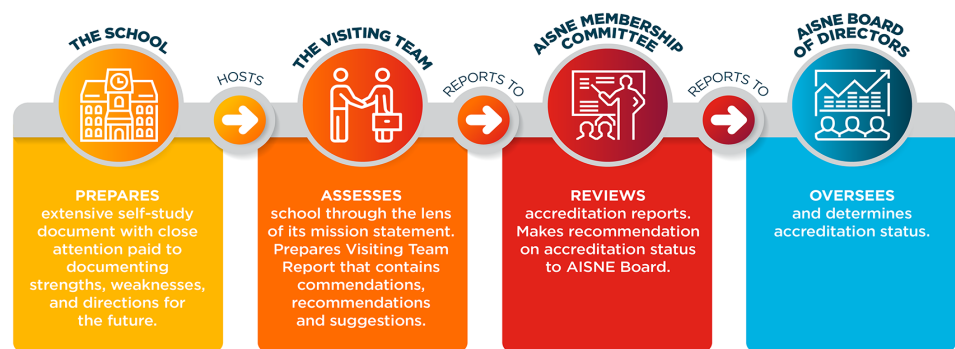 THE SCHOOL
HOSTS
THE VISITING TEAM
REPORTS TO
AISNE MEMBERSHIP
COMMITTEE
REPORTS TO
AISNE BOARD
OF DIRECTORS
PREPARES
extensive self-study
document with close
attention paid to
documenting
strengths, weaknesses,
and directions for
the future.
ASSESSES
school through the lens
of its mission statement.
Prepares Visiting Team
Report that contains
commendations,
recommendations
and suggestions.
REVIEWS
accreditation reports.
Makes recommendation
on accreditation status
to AISNE Board.
OVERSEES
and determines
accreditation status.